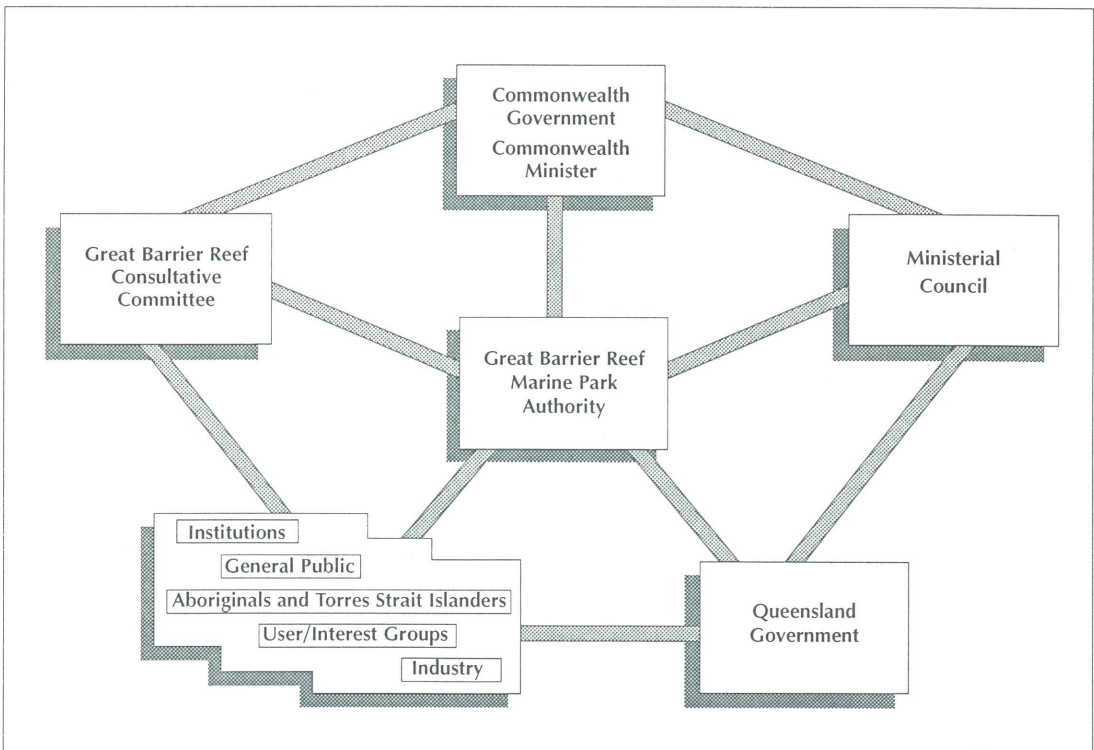 Commonwealth
Government
Commonwealth
Minister
Great Barrier Reef
Consultative
Committee
Ministerial
Council
Great Barrier Reef
Marine Park
Authority
Institutions
General Public
Aboriginals and Torres Strait Islanders
User/Interest Groups
Industry
Queensland
Government